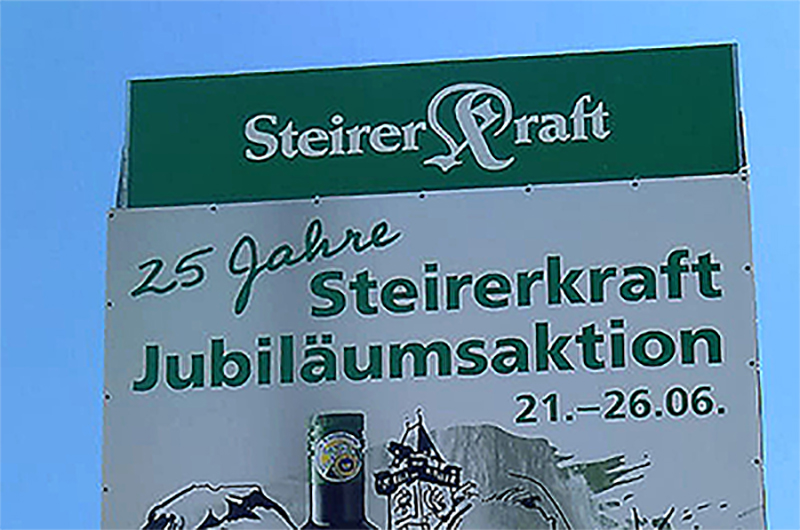 SteirerKraft
25 Jahre
Steirerkraft
Jubiläumsaktion
21.–26.06.